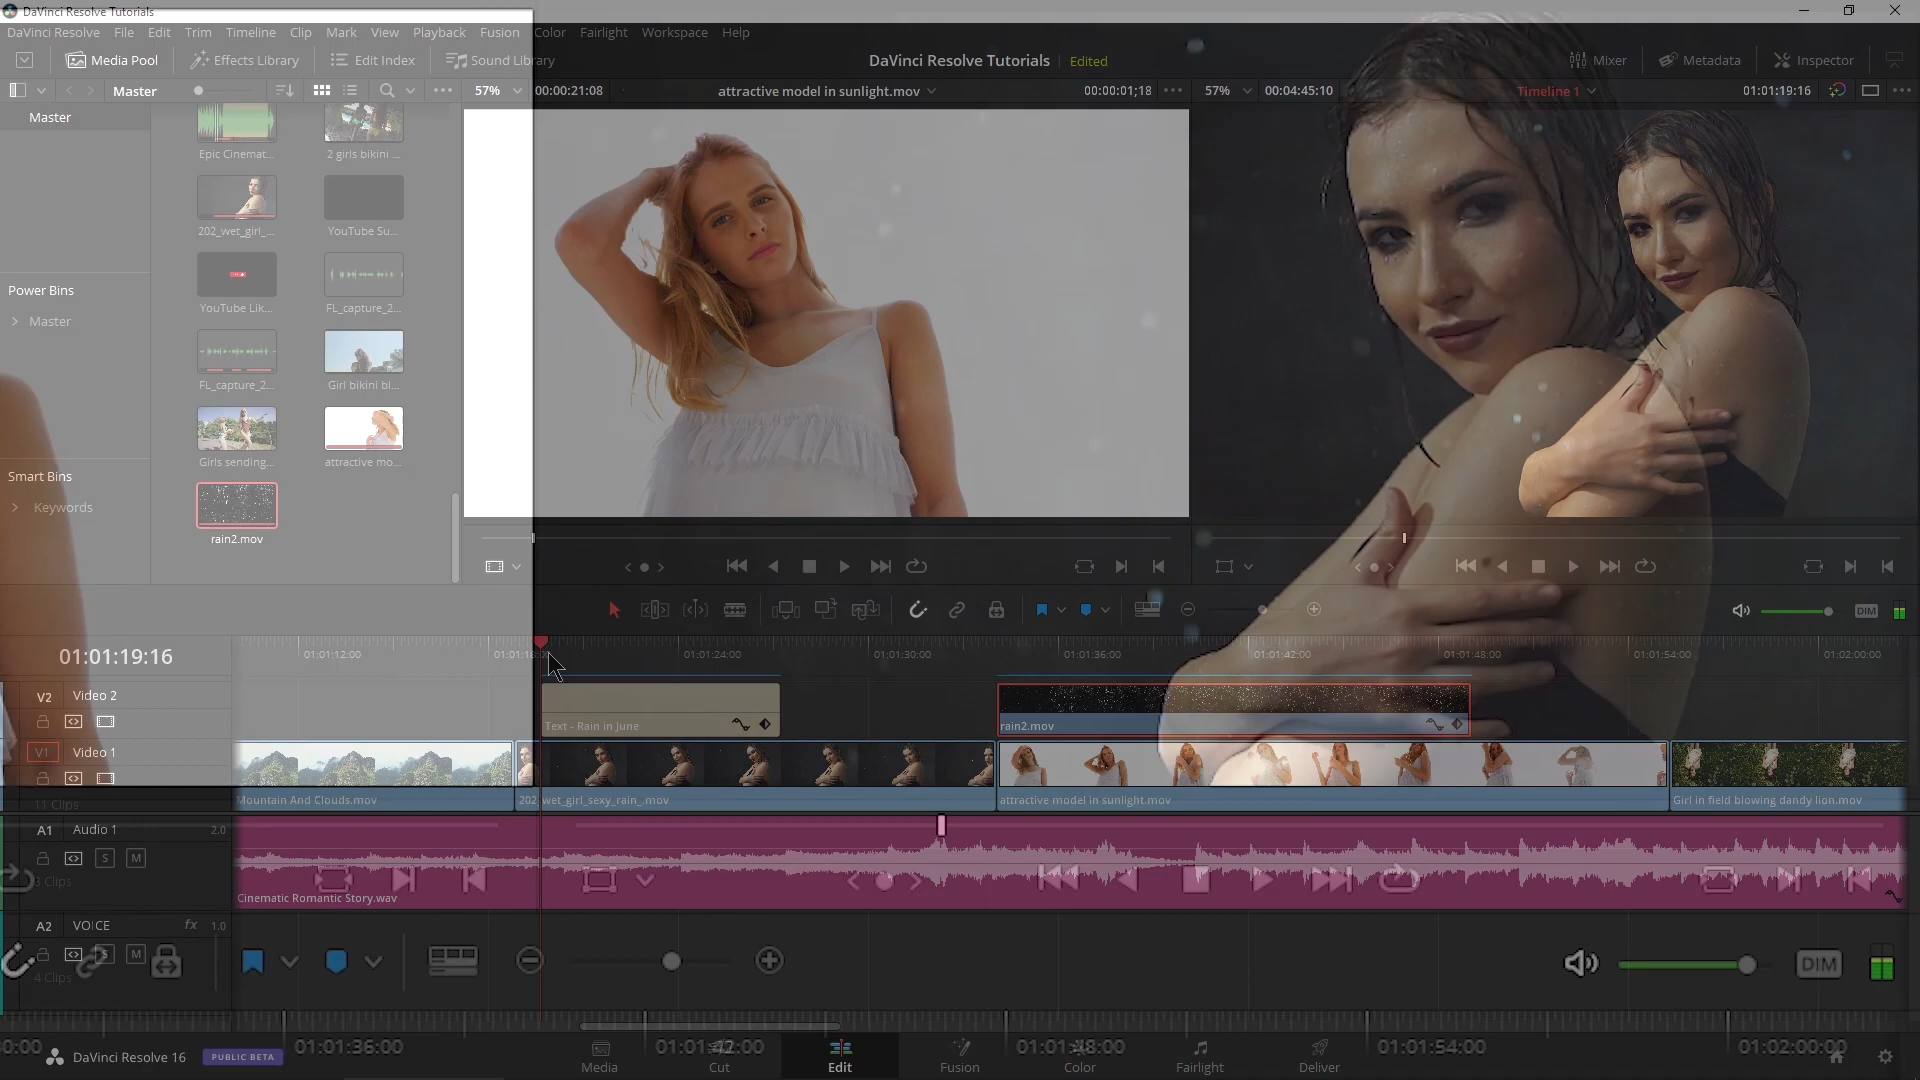 DaVinci Resolve Tutorials
DaVinci Resolve File Edit Trim Timeline Clip Mark View Playback Fusion Color Fairlight Workspace Help
Media Pool Effects Library Edit Index Sound Library DaVinci Resolve Tutorials Edited Mixer Metadata Inspector
Master 57% 00:00:21:08 attractive model in sunlight.mov 00:00:01;18 57% 00:04:45:10 Timeline 1 01:01:19:16
Master
Epic Cinemat... 2 girls bikini ...
202_wet_girl_... YouTube Su...
Power Bins
YouTube Lik... FL_capture_2...
Master
FL_capture_2... Girl bikini bl...
Girls sending... attractive mo...
Smart Bins
Keywords
rain2.mov
DIM
01:01:19:16 01:01:12:00 01:01:18:00 01:01:24:00 01:01:30:00 01:01:36:00 01:01:42:00 01:01:48:00 01:01:54:00 01:02:00:00
V2 Video 2
Text - Rain in June rain2.mov
V1 Video 1
11 Clips Mountain And Clouds.mov 202_wet_girl_sexy_rain_.mov attractive model in sunlight.mov Girl in field blowing dandy lion.mov
A1 Audio 1 2.0
S M
3 Clips
Cinematic Romantic Story.wav
A2 VOICE fx 1.0
S M
4 Clips
DIM
DaVinci Resolve 16 PUBLIC BETA 01:01:36:00 01:01:42:00 01:01:48:00 01:01:54:00 01:02:00:00
Media Cut Edit Fusion Color Fairlight Deliver